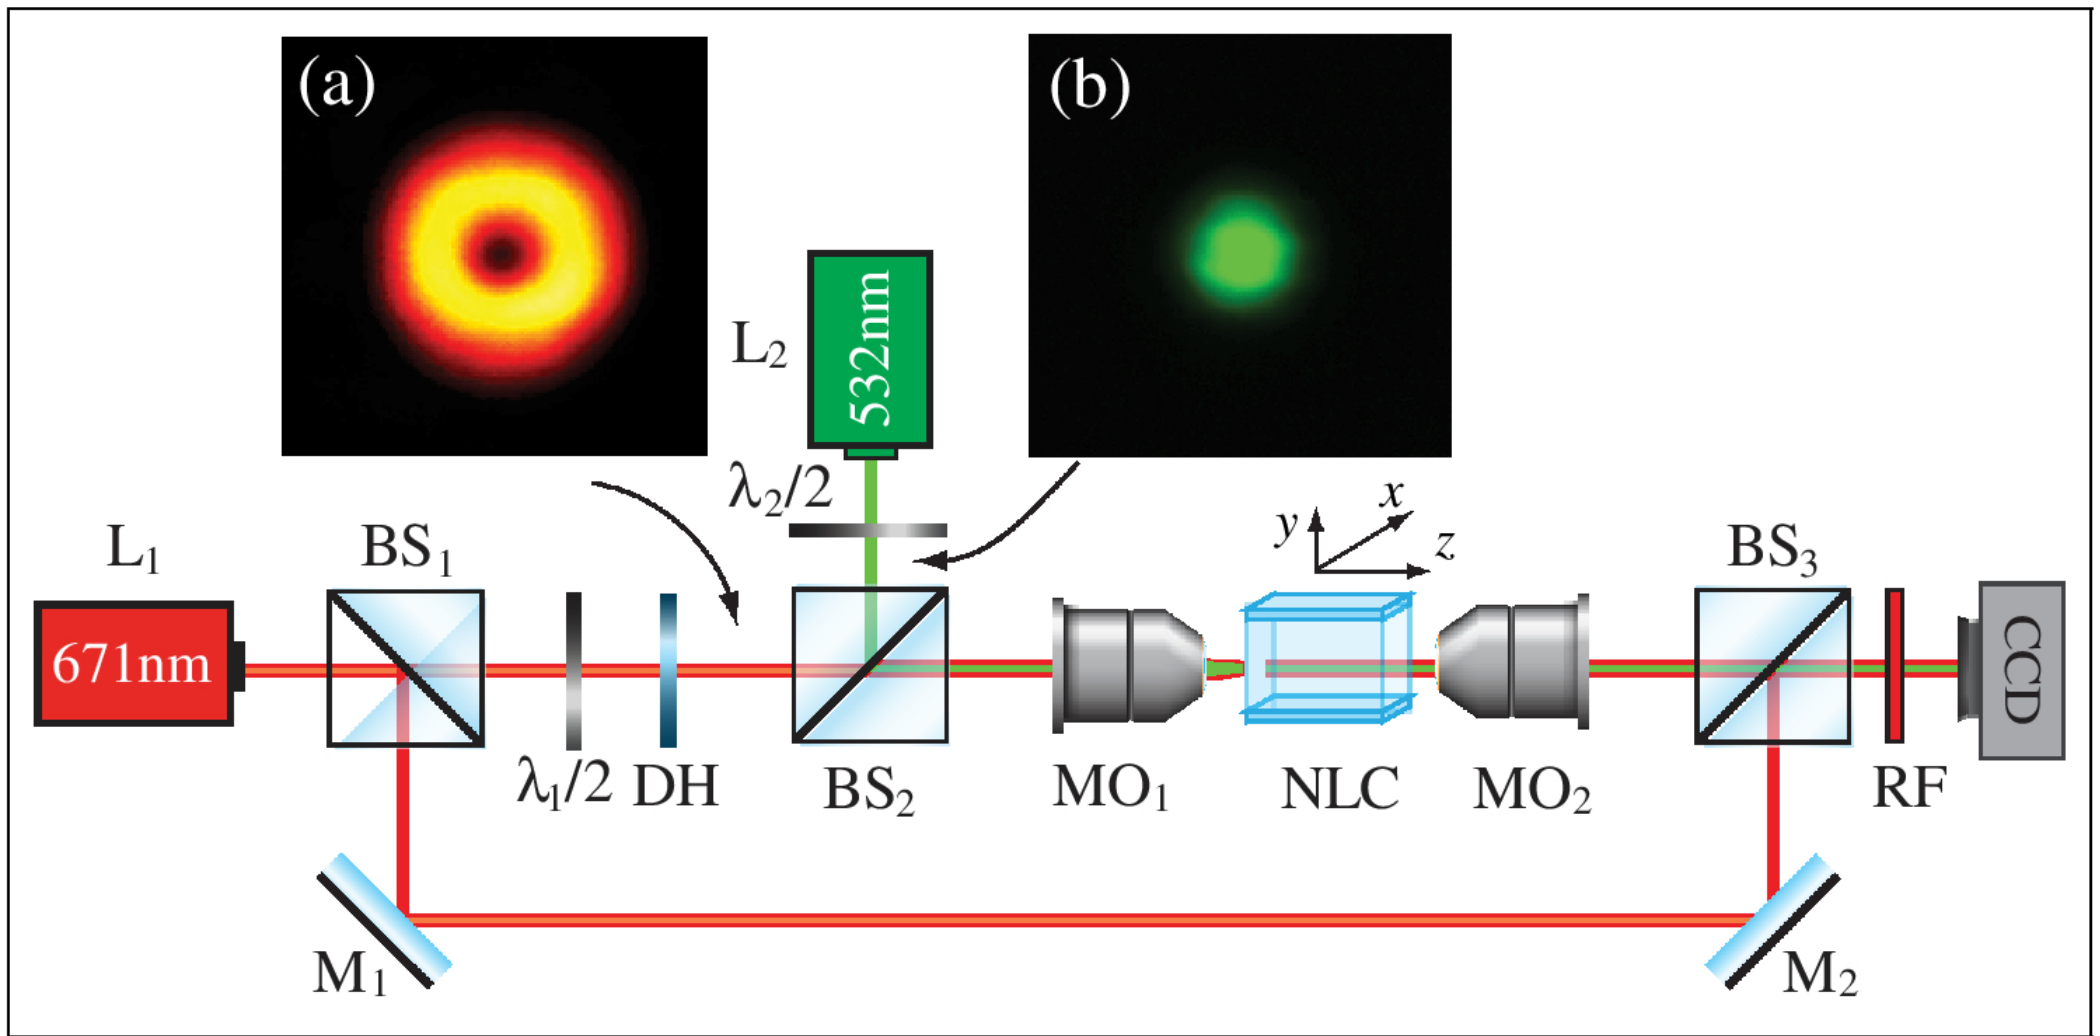 (a)
(b)
L₂
532nm
λ₂/2
x
y
z
L₁
BS₁
BS₃
671nm
CCD
λ₁/2
DH
BS₂
MO₁
NLC
MO₂
RF
M₁
M₂